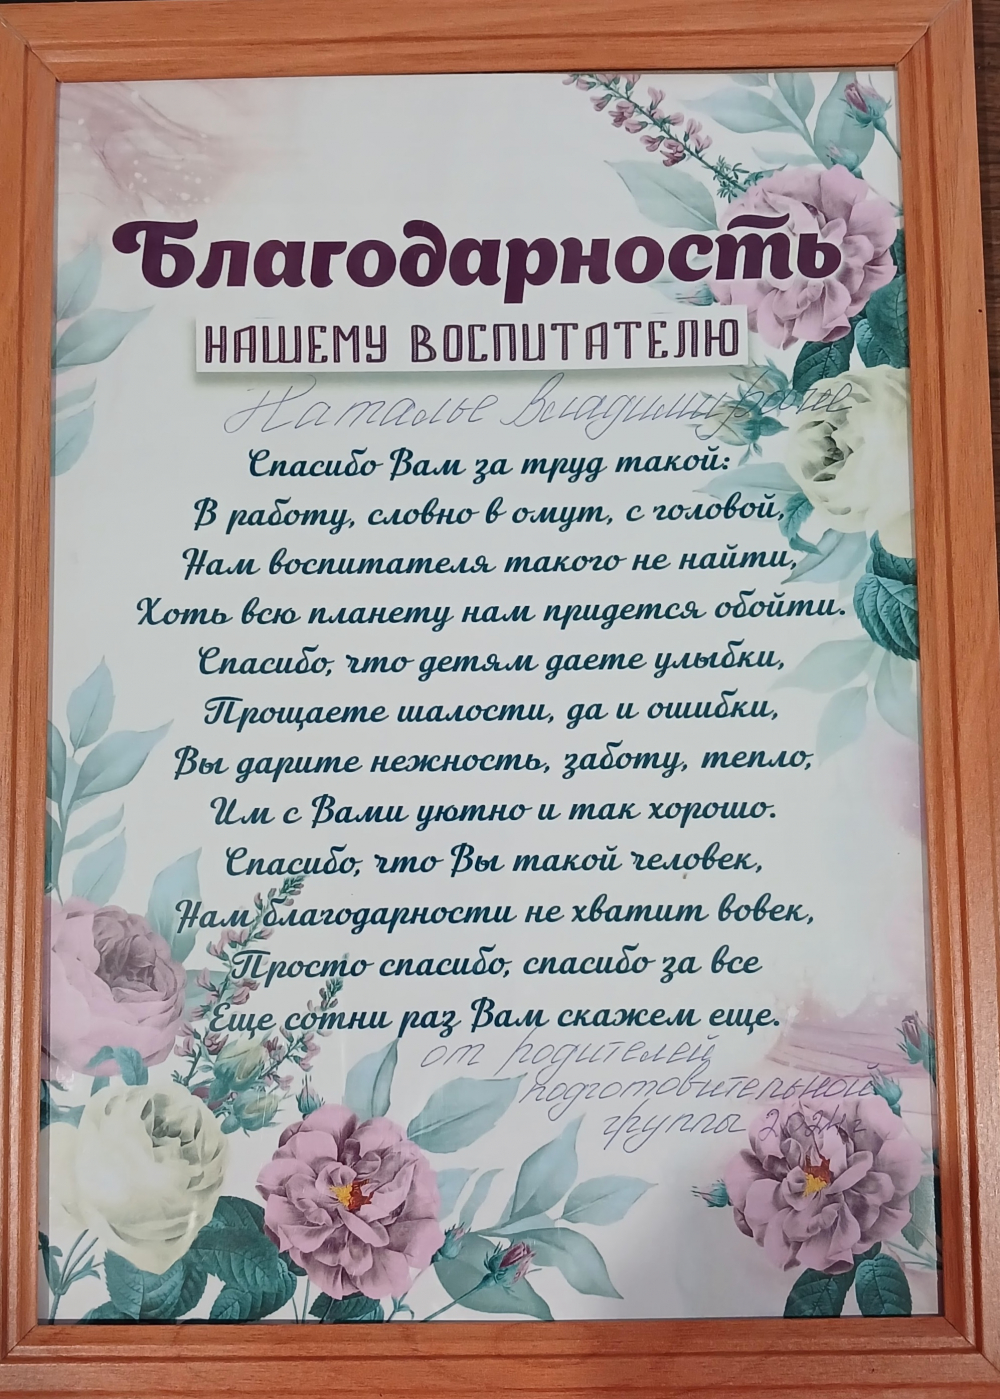 Благодарность
НАШЕМУ ВОСПИТАТЕЛЮ
Наталье Владимировне
Спасибо Вам за труд такой:
В работу, словно в омут, с головой,
Нам воспитателя такого не найти,
Хоть всю планету нам придется обойти.
Спасибо, что детям даете улыбки,
Прощаете шалости, да и ошибки,
Вы дарите нежность, заботу, тепло,
Им с Вами уютно и так хорошо.
Спасибо, что Вы такой человек,
Нам благодарности не хватит вовек,
Просто спасибо, спасибо за все
Еще сотни раз Вам скажем еще.
от родителей
подготовительной
группы 2024 г